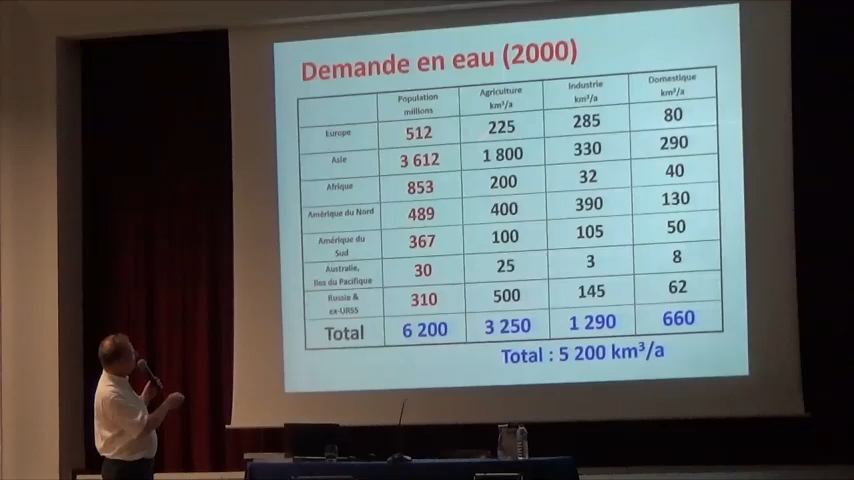 Demande en eau (2000)
Population millions Agriculture km³/a Industrie km³/a Domestique km³/a
Europe 512 225 285 80
Asie 3 612 1 800 330 290
Afrique 853 200 32 40
Amérique du Nord 489 400 390 130
Amérique du Sud 367 100 105 50
Australie, Iles du Pacifique 30 25 3 8
Russie & ex-URSS 310 500 145 62
Total 6 200 3 250 1 290 660
Total : 5 200 km³/a